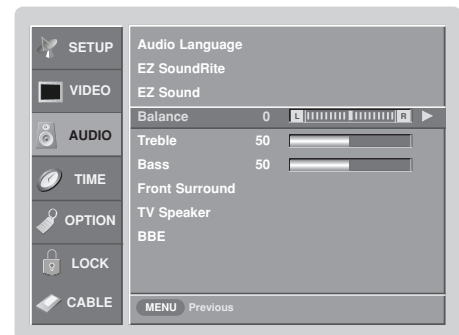 SETUP
VIDEO
AUDIO
TIME
OPTION
LOCK
CABLE
Audio Language
EZ SoundRite
EZ Sound
Balance 0 L R
Treble 50
Bass 50
Front Surround
TV Speaker
BBE
MENU Previous